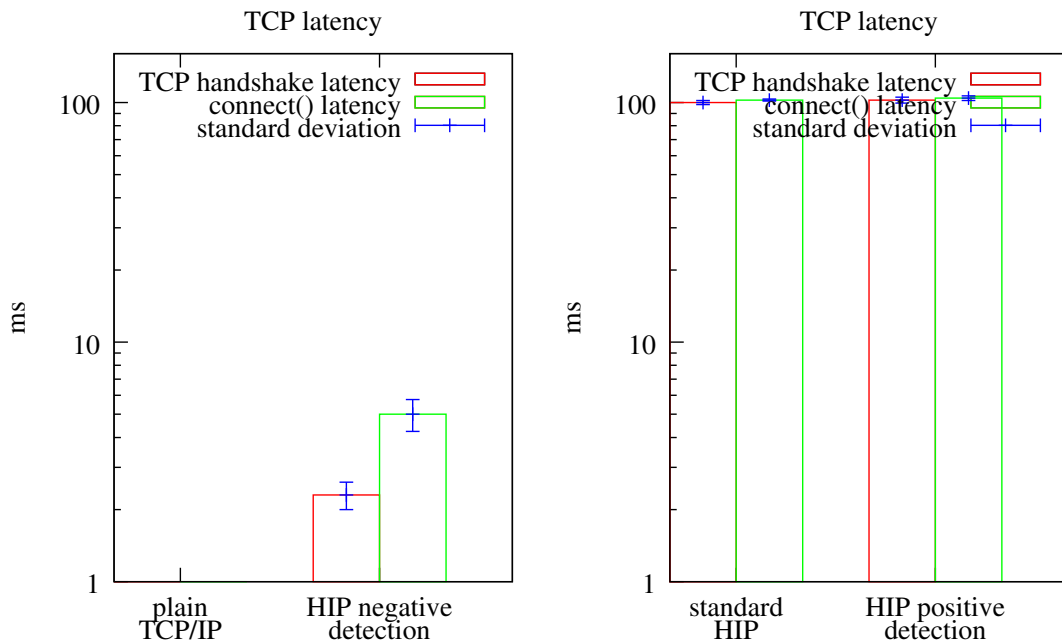 TCP latency
TCP handshake latency
connect() latency
standard deviation
100
10
1
ms
plain
TCP/IP
HIP negative
detection
TCP latency
TCP handshake latency
connect() latency
standard deviation
100
10
1
ms
standard
HIP
HIP positive
detection